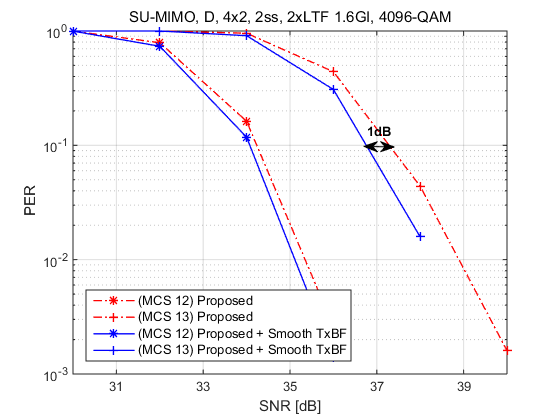 SU-MIMO, D, 4x2, 2ss, 2xLTF 1.6GI, 4096-QAM
10^0
1dB
10^-1
PER
10^-2
(MCS 12) Proposed
(MCS 13) Proposed
(MCS 12) Proposed + Smooth TxBF
(MCS 13) Proposed + Smooth TxBF
10^-3
31 33 35 37 39
SNR [dB]